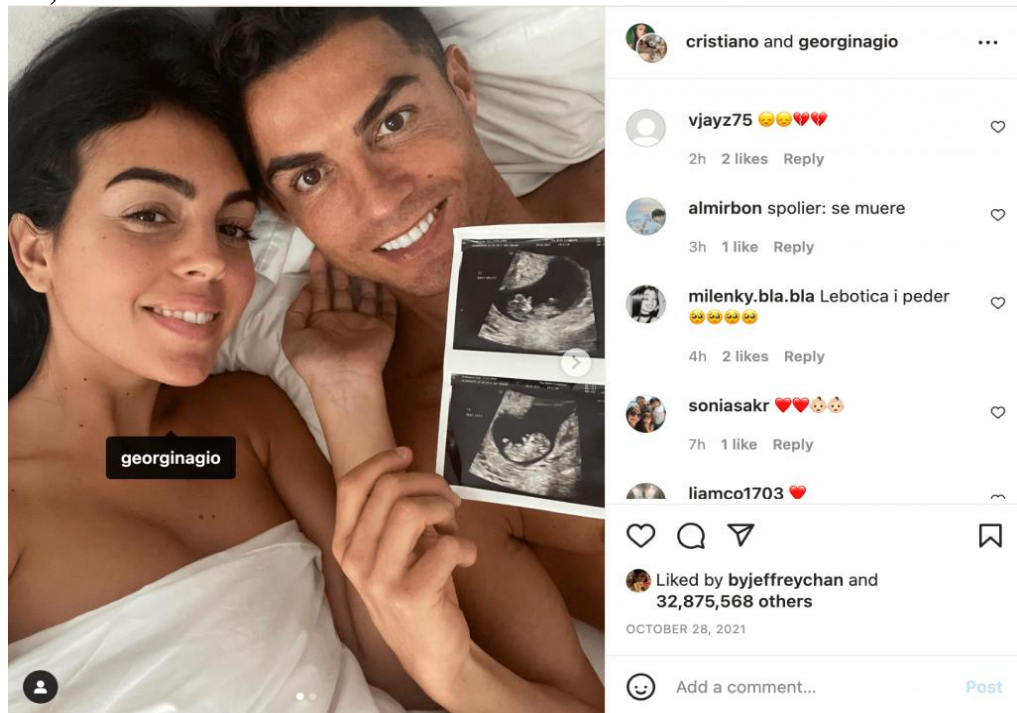 cristiano and georginagio
vjayz75 😞😞💔💔
2h 2 likes Reply
almirbon spolier: se muere
3h 1 like Reply
milenky.bla.bla Lebotica i peder
🥺🥺🥺🥺
4h 2 likes Reply
soniasakr ❤️❤️👶🏻👶🏻
7h 1 like Reply
liamco1703 ❤️
georginagio
Liked by byjeffreychan and
32,875,568 others
OCTOBER 28, 2021
Add a comment...
Post